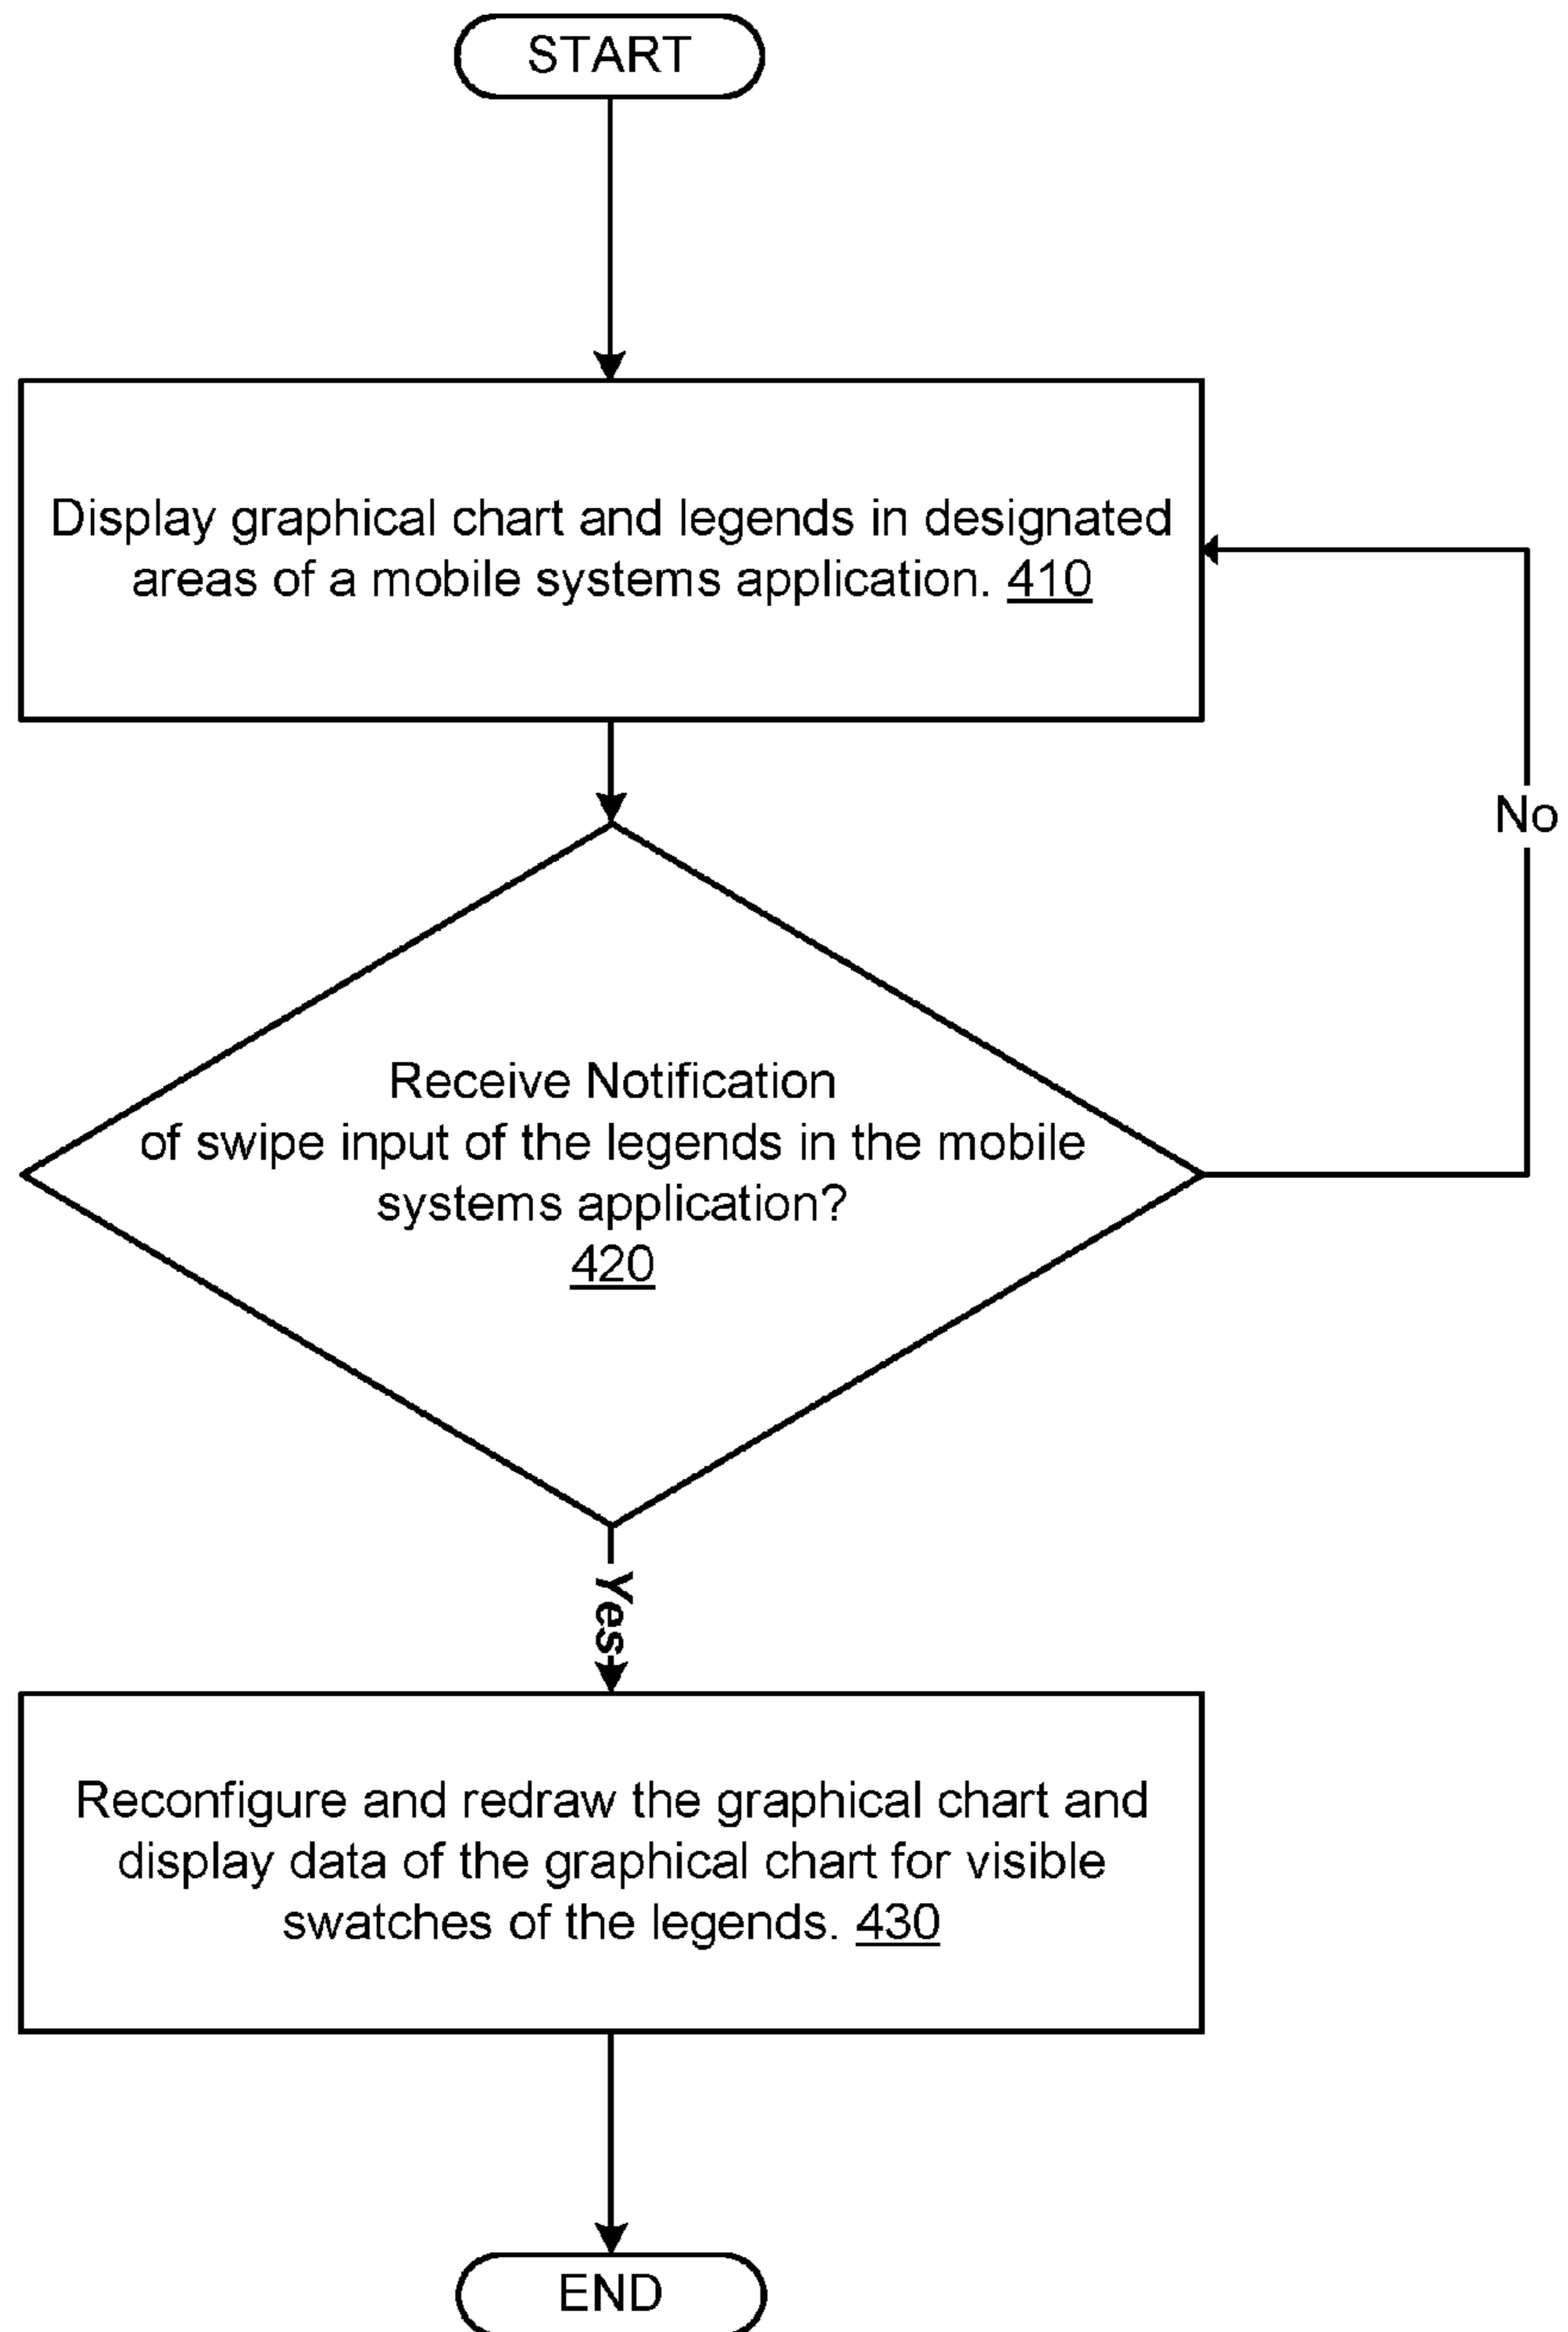 START
Display graphical chart and legends in designated
areas of a mobile systems application. 410
No
Receive Notification
of swipe input of the legends in the mobile
systems application?
420
Yes
Reconfigure and redraw the graphical chart and
display data of the graphical chart for visible
swatches of the legends. 430
END